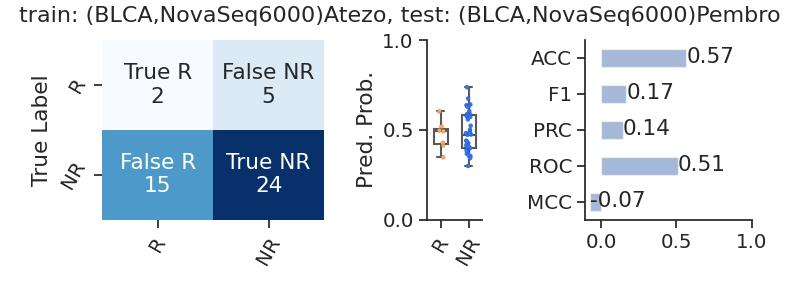 train: (BLCA,NovaSeq6000)Atezo, test: (BLCA,NovaSeq6000)Pembro
True Label
R
NR
True R
2
False NR
5
False R
15
True NR
24
R
NR
Pred. Prob.
1.0
0.5
0.0
R
NR
ACC
0.57
F1
0.17
PRC
0.14
ROC
0.51
MCC
-0.07
0.0
0.5
1.0